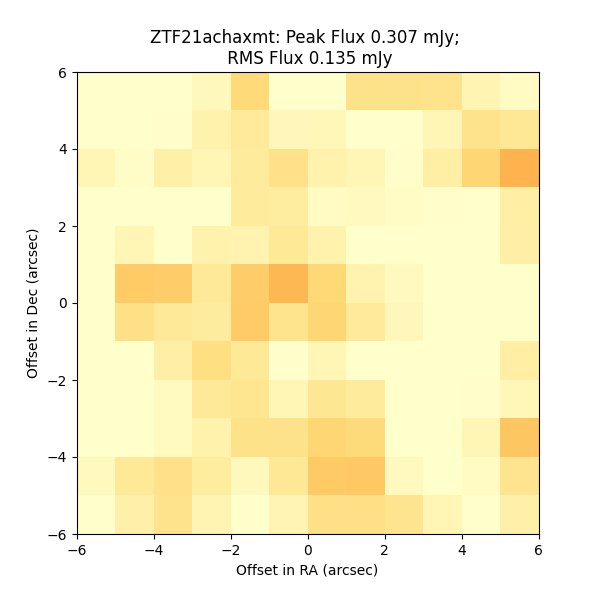 ZTF21achaxmt: Peak Flux 0.307 mJy;
RMS Flux 0.135 mJy
6
4
2
0
−2
−4
−6
Offset in Dec (arcsec)
−6 −4 −2 0 2 4 6
Offset in RA (arcsec)